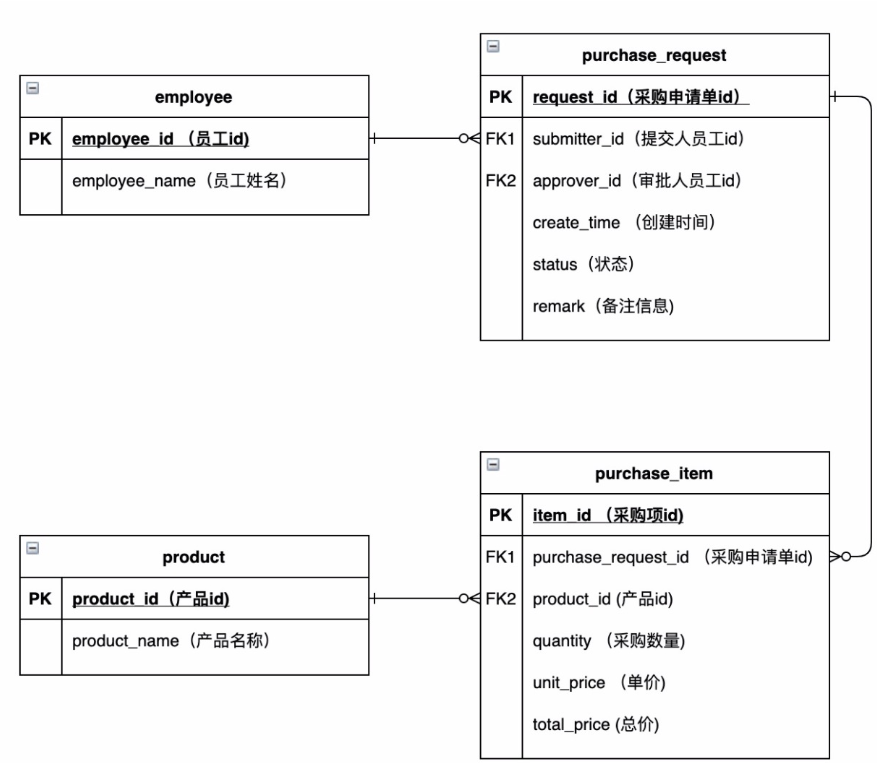 employee
PK employee_id （员工id)
employee_name（员工姓名）
purchase_request
PK request_id（采购申请单id）
FK1 submitter_id（提交人员工id）
FK2 approver_id（审批人员工id）
create_time （创建时间）
status（状态）
remark（备注信息)
product
PK product_id（产品id)
product_name（产品名称）
purchase_item
PK item_id （采购项id)
FK1 purchase_request_id （采购申请单id)
FK2 product_id (产品id)
quantity （采购数量)
unit_price （单价)
total_price (总价)